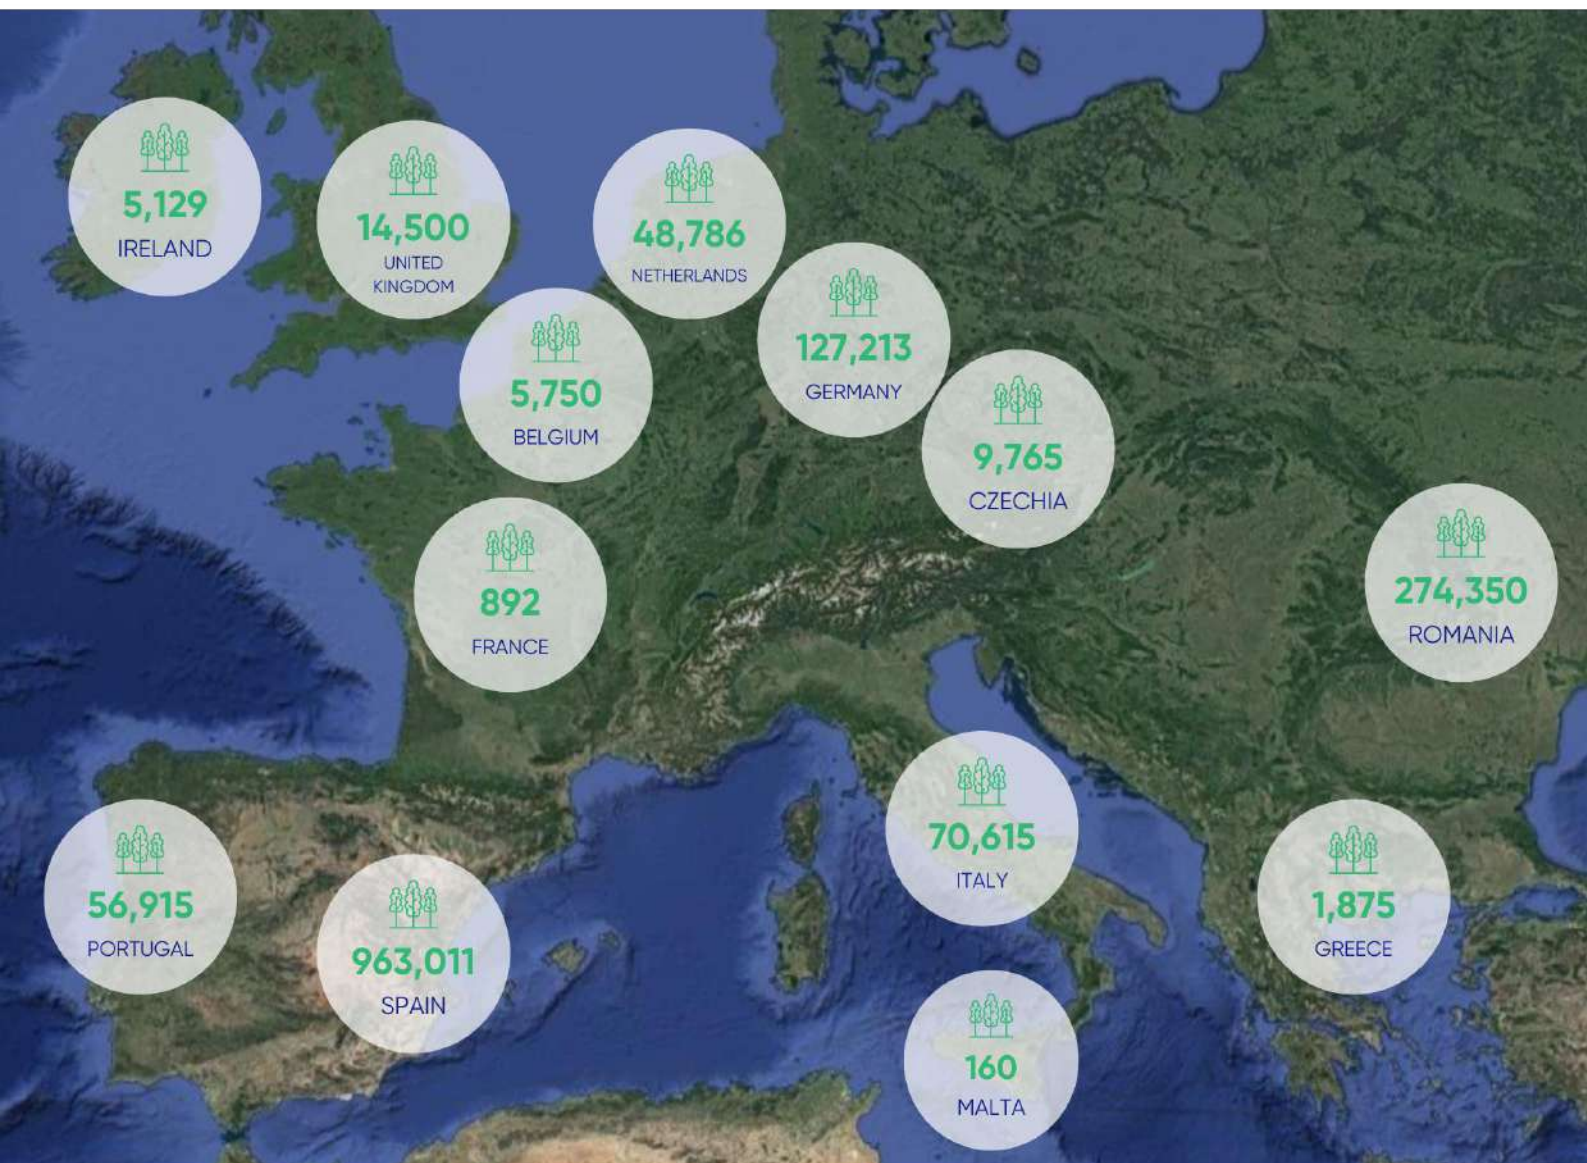 5,129
IRELAND
14,500
UNITED
KINGDOM
48,786
NETHERLANDS
127,213
GERMANY
5,750
BELGIUM
9,765
CZECHIA
892
FRANCE
274,350
ROMANIA
70,615
ITALY
56,915
PORTUGAL
963,011
SPAIN
1,875
GREECE
160
MALTA